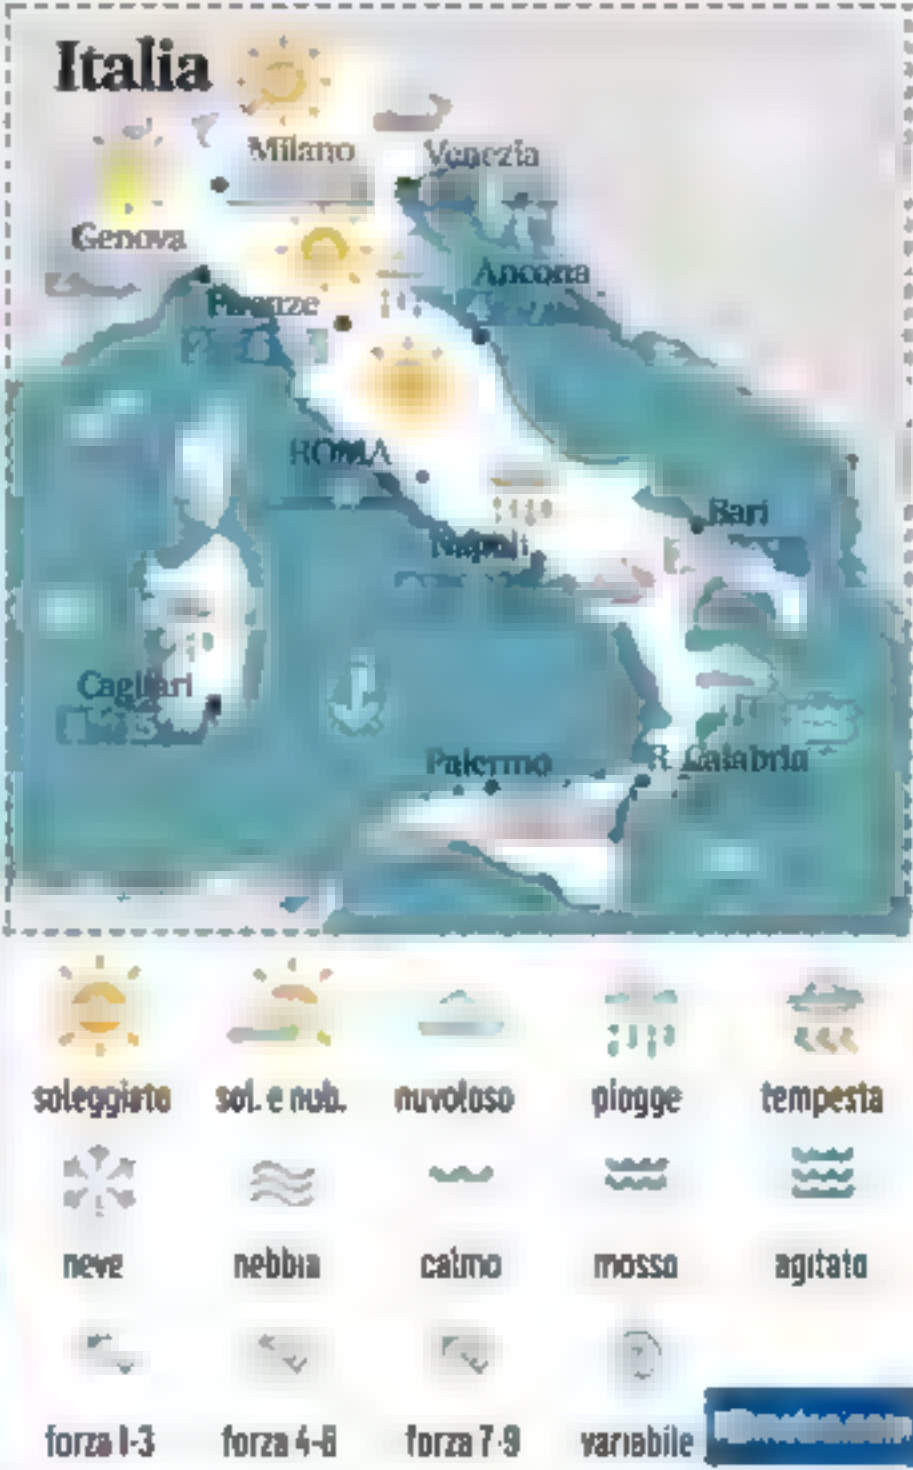 Italia
Milano
Venezia
Genova
Ancona
Firenze
ROMA
Bari
Napoli
Cagliari
Palermo
R. Calabria
soleggiato
sol. e nub.
nuvoloso
piogge
tempesta
neve
nebbia
calmo
mosso
agitato
forza 1-3
forza 4-6
forza 7-9
variabile